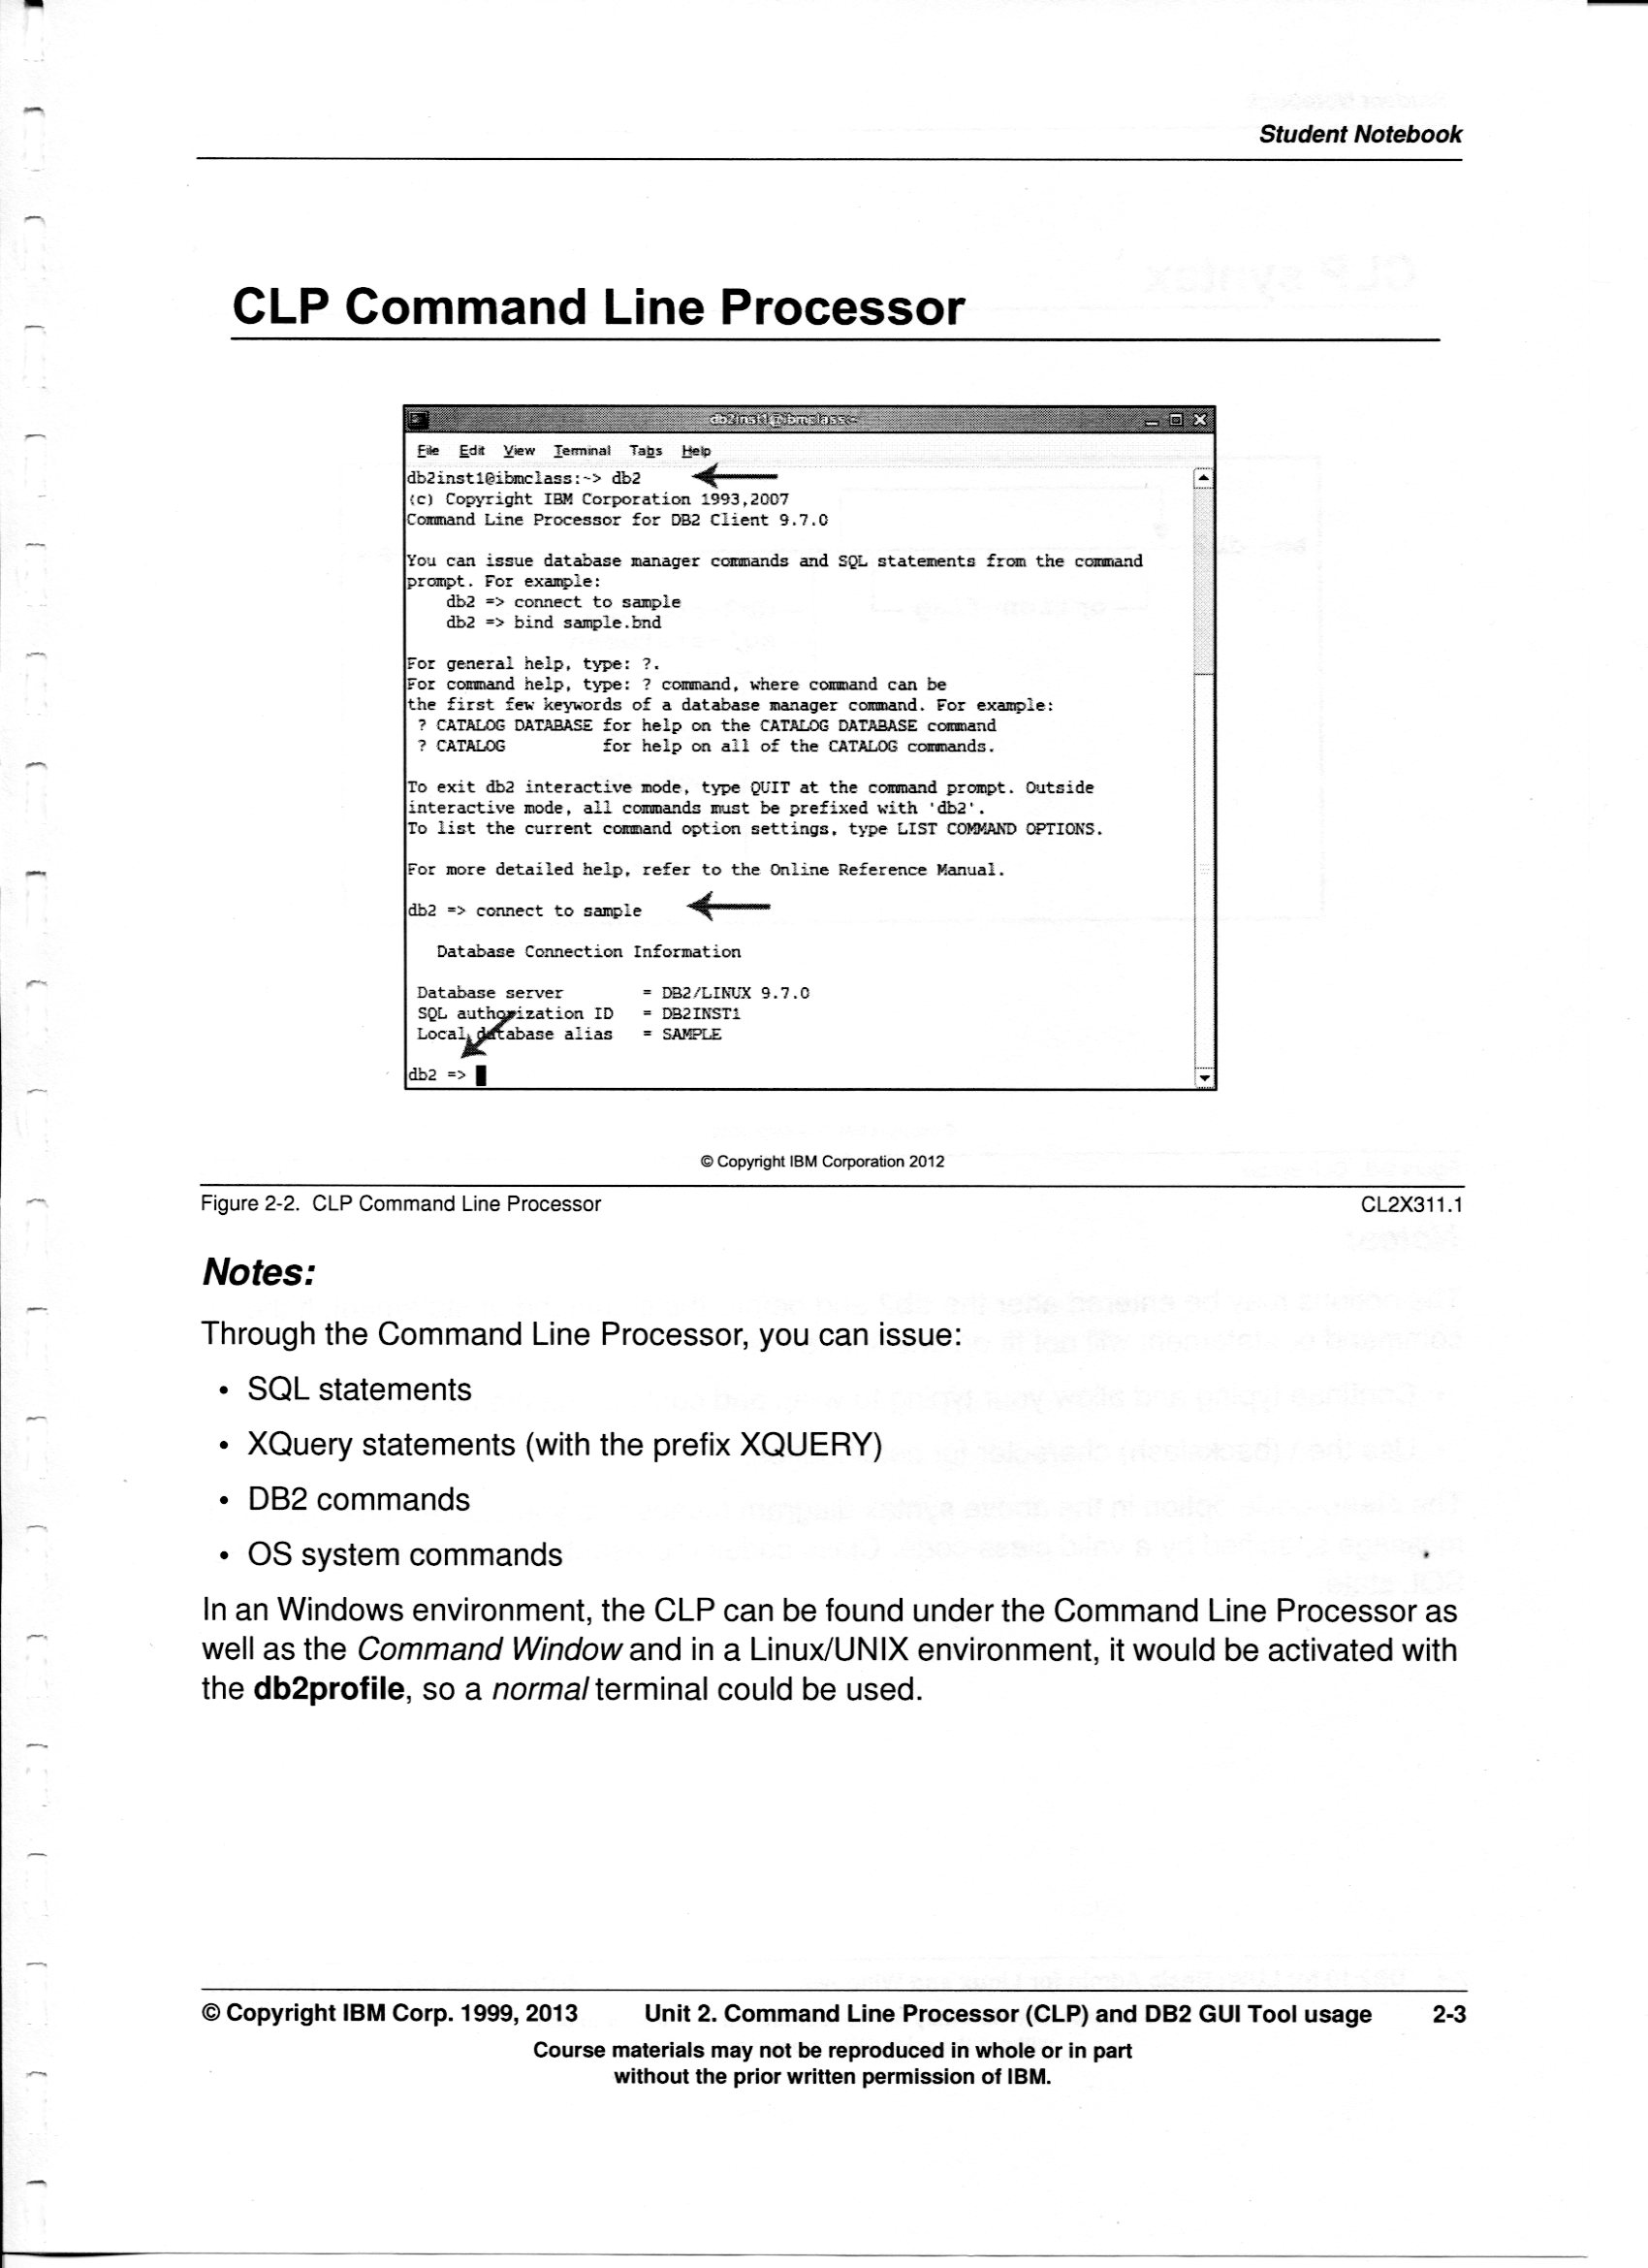 Student Notebook
CLP Command Line Processor
db2inst1@ibmclass:~
File Edit View Terminal Tabs Help
db2inst1@ibmclass:~> db2
(c) Copyright IBM Corporation 1993,2007
Command Line Processor for DB2 Client 9.7.0
You can issue database manager commands and SQL statements from the command
prompt. For example:
db2 => connect to sample
db2 => bind sample.bnd
For general help, type: ?.
For command help, type: ? command, where command can be
the first few keywords of a database manager command. For example:
? CATALOG DATABASE for help on the CATALOG DATABASE command
? CATALOG for help on all of the CATALOG commands.
To exit db2 interactive mode, type QUIT at the command prompt. Outside
interactive mode, all commands must be prefixed with 'db2'.
To list the current command option settings, type LIST COMMAND OPTIONS.
For more detailed help, refer to the Online Reference Manual.
db2 => connect to sample
Database Connection Information
Database server = DB2/LINUX 9.7.0
SQL authorization ID = DB2INST1
Local database alias = SAMPLE
db2 =>
© Copyright IBM Corporation 2012
Figure 2-2. CLP Command Line Processor CL2X311.1
Notes:
Through the Command Line Processor, you can issue:
• SQL statements
• XQuery statements (with the prefix XQUERY)
• DB2 commands
• OS system commands
In an Windows environment, the CLP can be found under the Command Line Processor as
well as the Command Window and in a Linux/UNIX environment, it would be activated with
the db2profile, so a normal terminal could be used.
© Copyright IBM Corp. 1999, 2013 Unit 2. Command Line Processor (CLP) and DB2 GUI Tool usage 2-3
Course materials may not be reproduced in whole or in part
without the prior written permission of IBM.